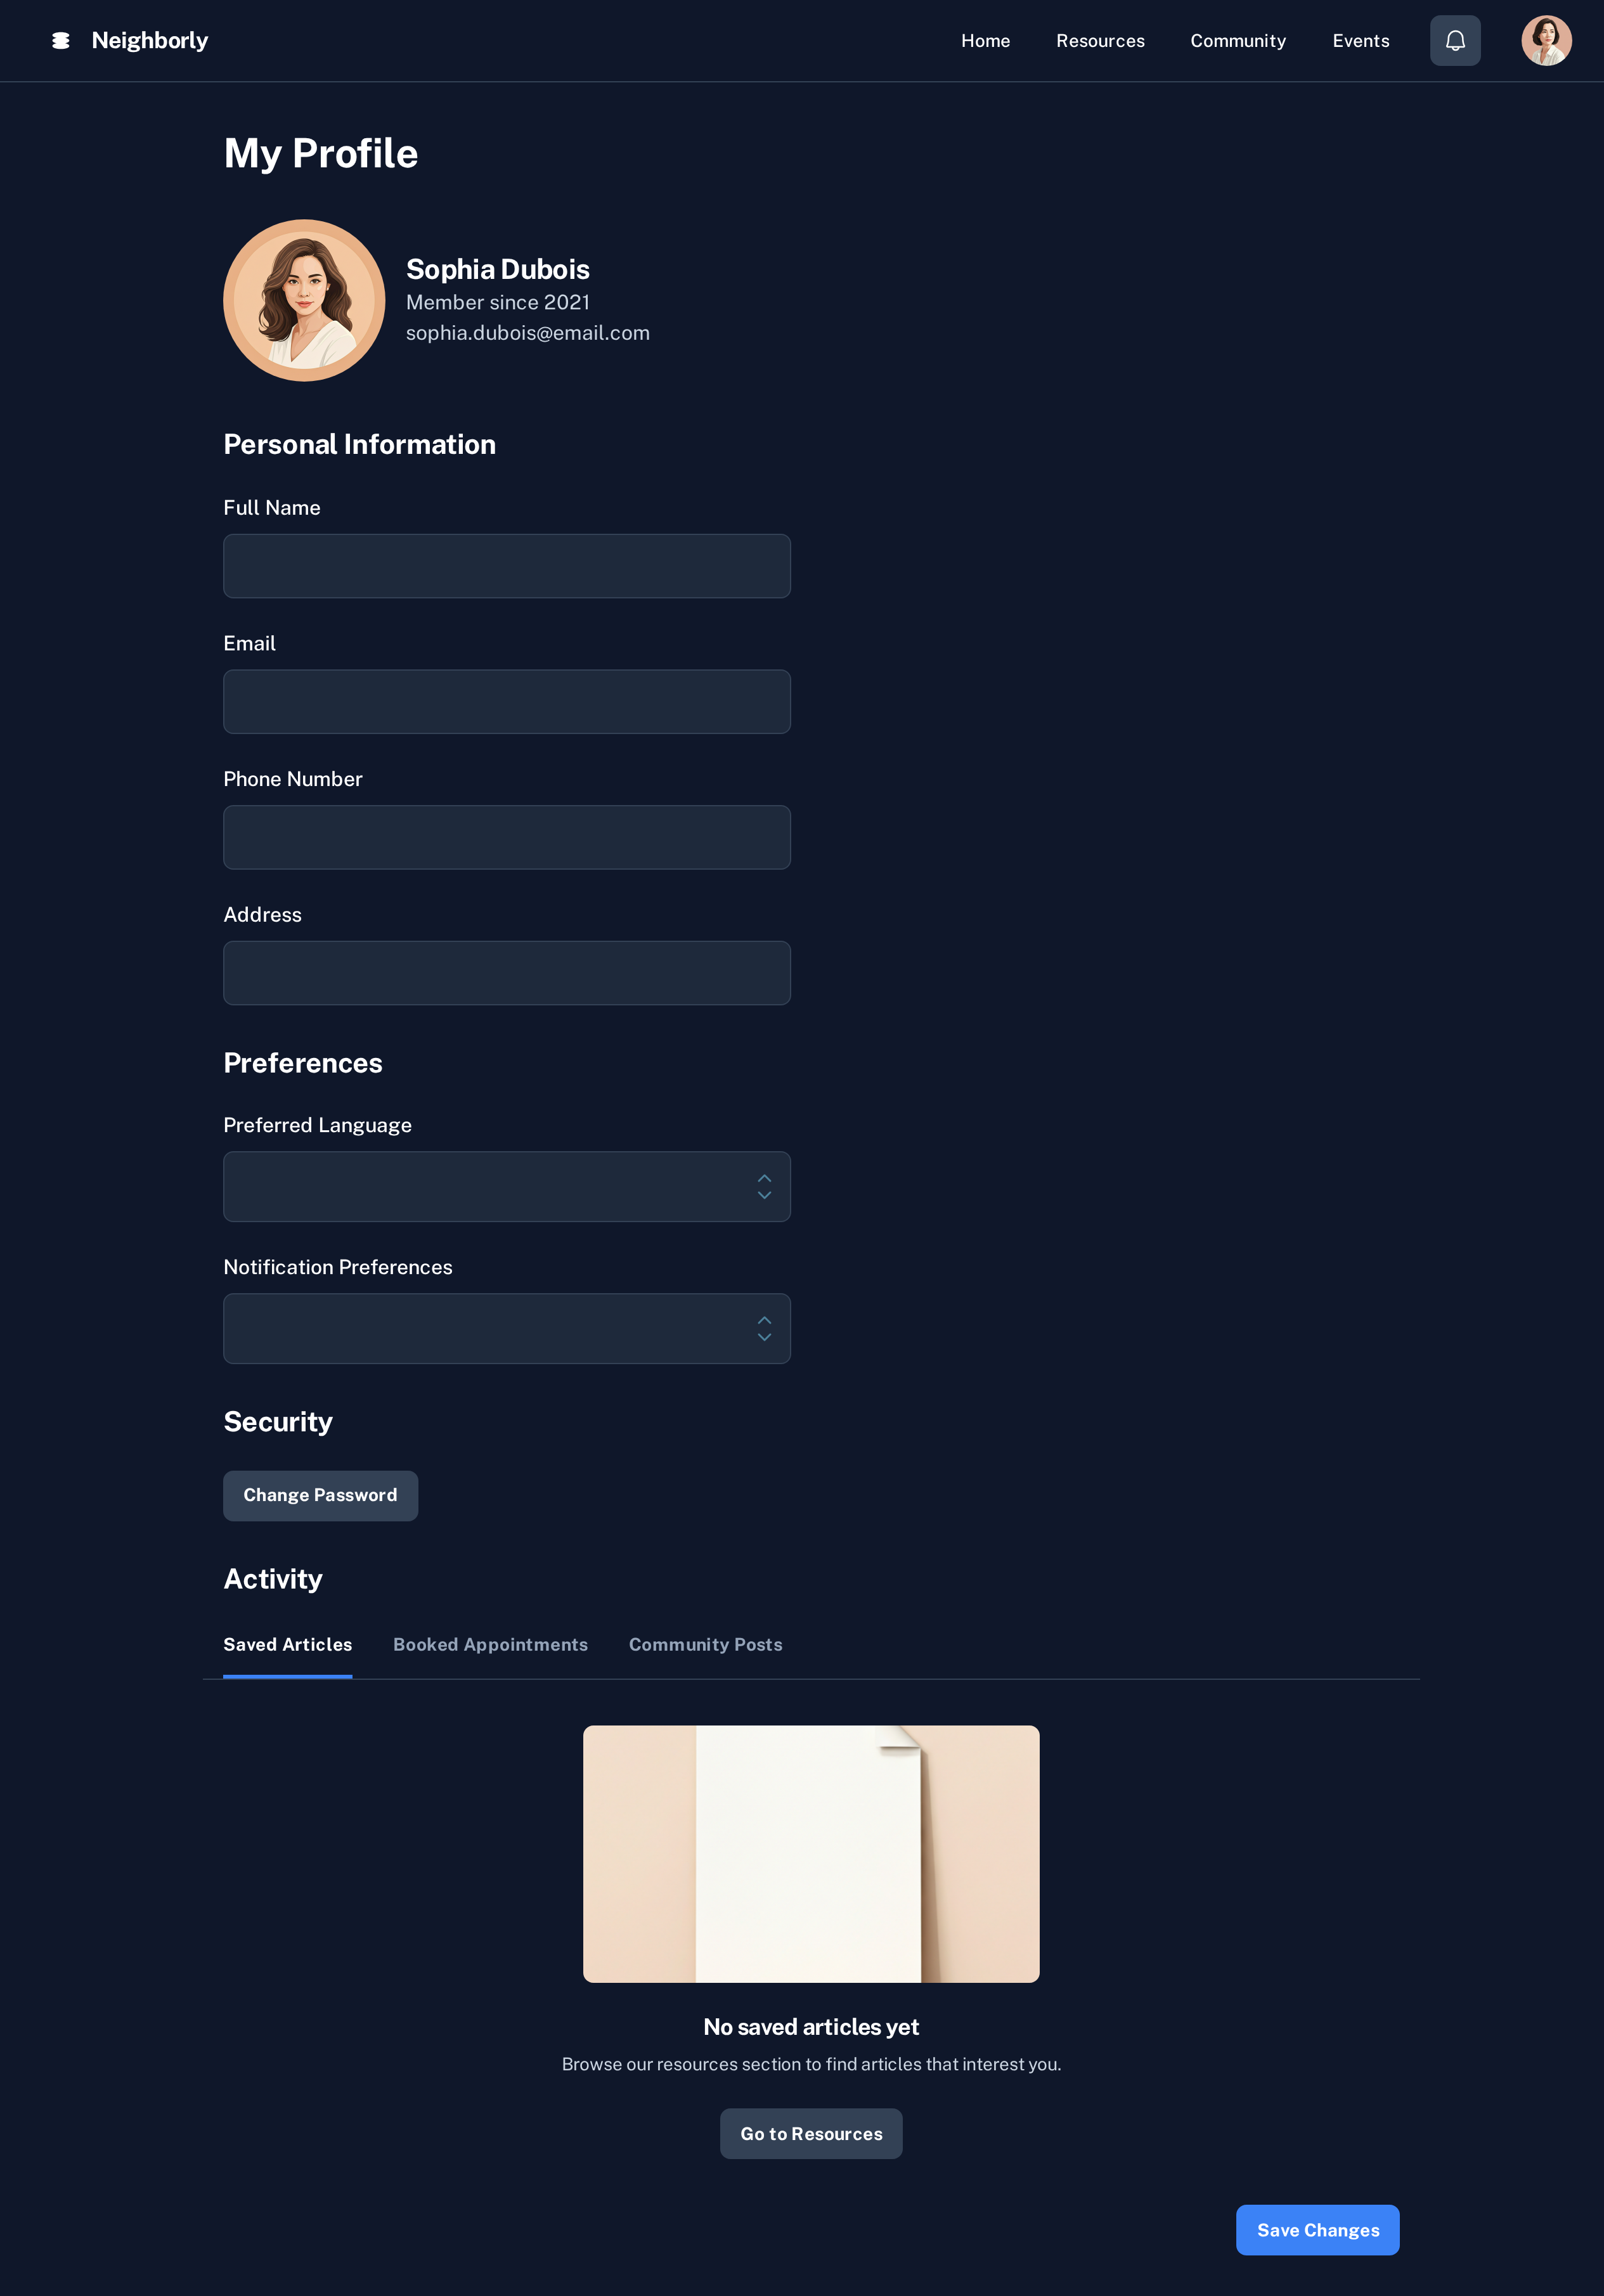 Neighborly
Home
Resources
Community
Events
My Profile
Sophia Dubois
Member since 2021
sophia.dubois@email.com
Personal Information
Full Name
Email
Phone Number
Address
Preferences
Preferred Language
Notification Preferences
Security
Change Password
Activity
Saved Articles
Booked Appointments
Community Posts
No saved articles yet
Browse our resources section to find articles that interest you.
Go to Resources
Save Changes